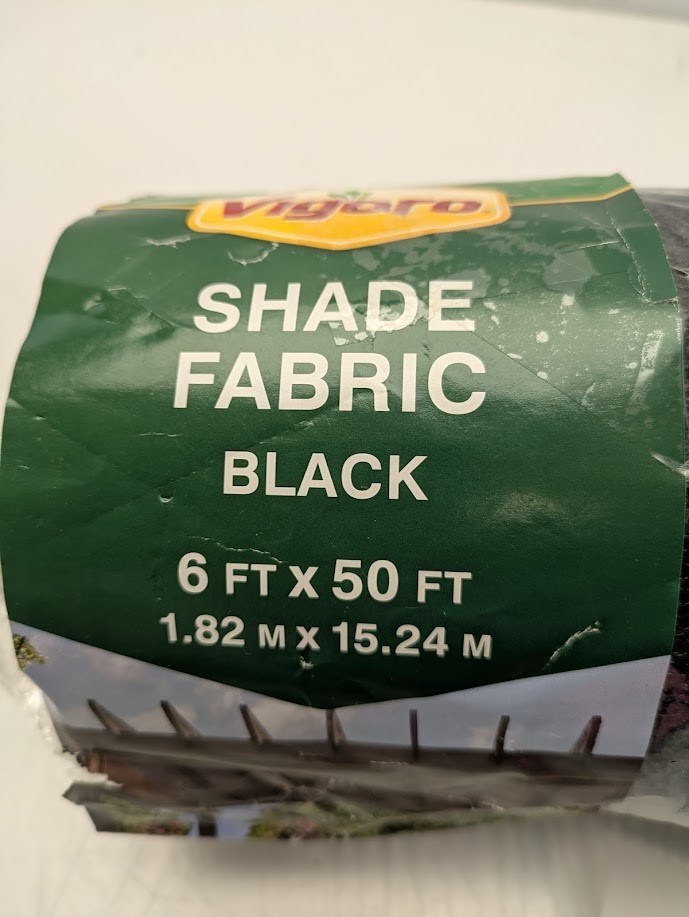 Vigoro
SHADE
FABRIC
BLACK
6 FT X 50 FT
1.82 M X 15.24 M